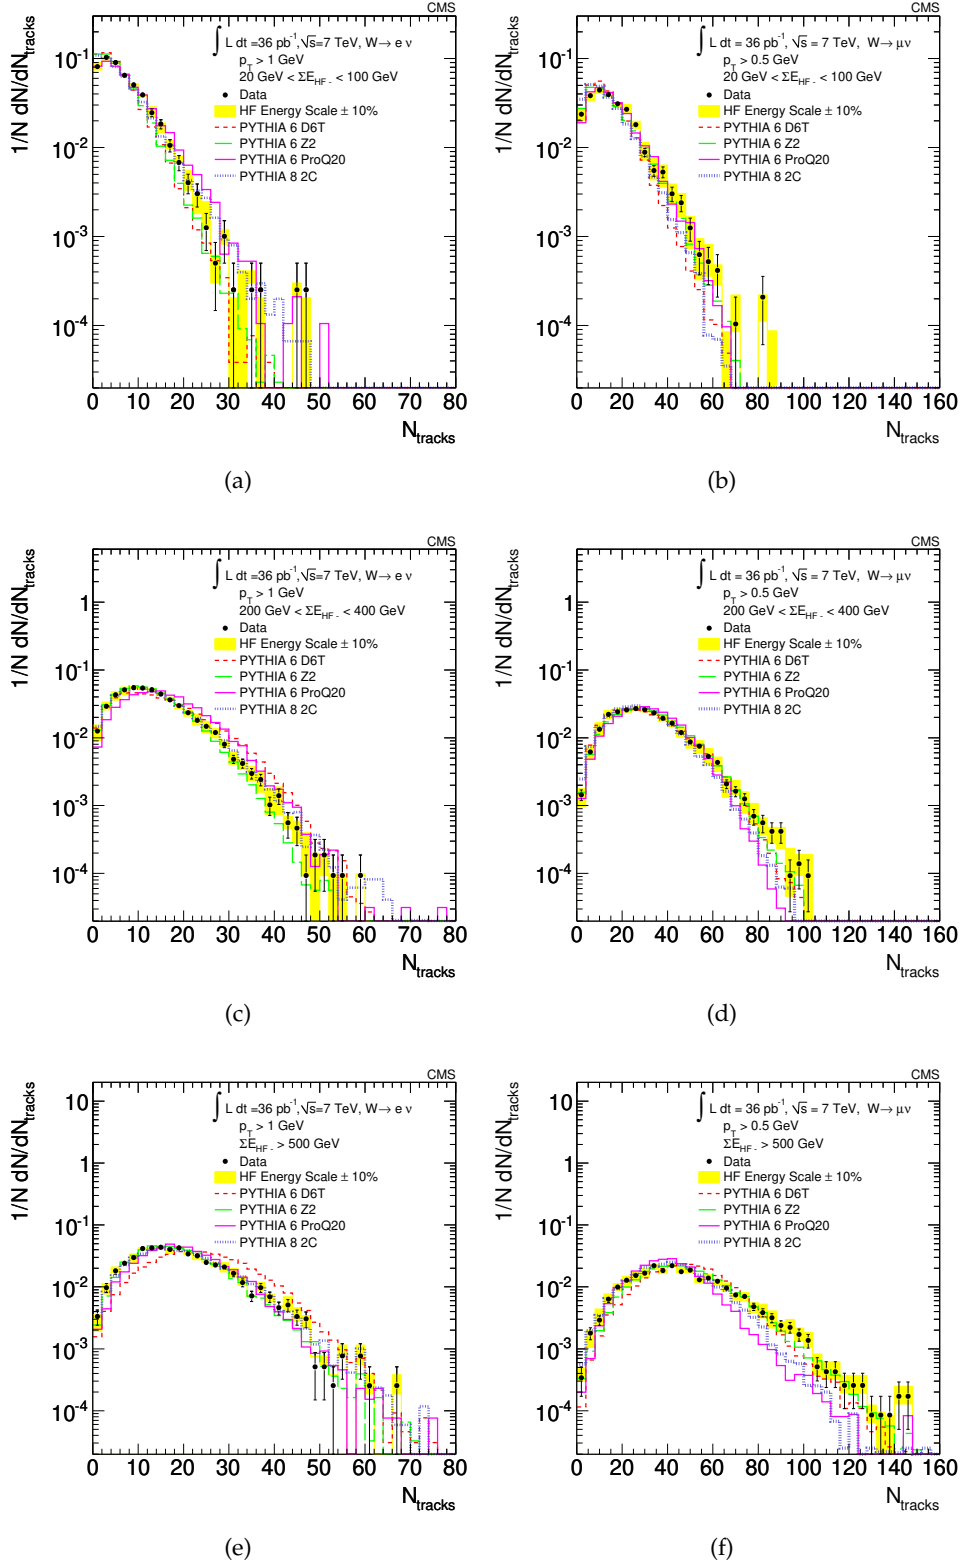 CMS
1/N dN/dN_tracks
∫ L dt =36 pb⁻¹,√s=7 TeV, W→ e ν
p_T > 1 GeV
20 GeV < ΣE_HF - < 100 GeV
Data
HF Energy Scale ± 10%
PYTHIA 6 D6T
PYTHIA 6 Z2
PYTHIA 6 ProQ20
PYTHIA 8 2C
10⁻¹
10⁻²
10⁻³
10⁻⁴
0 10 20 30 40 50 60 70 80
N_tracks
(a)
CMS
1/N dN/dN_tracks
∫ L dt = 36 pb⁻¹, √s = 7 TeV, W→ μν
p_T > 0.5 GeV
20 GeV < ΣE_HF - < 100 GeV
Data
HF Energy Scale ± 10%
PYTHIA 6 D6T
PYTHIA 6 Z2
PYTHIA 6 ProQ20
PYTHIA 8 2C
10⁻¹
10⁻²
10⁻³
10⁻⁴
0 20 40 60 80 100 120 140 160
N_tracks
(b)
CMS
1/N dN/dN_tracks
∫ L dt =36 pb⁻¹,√s=7 TeV, W→ e ν
p_T > 1 GeV
200 GeV < ΣE_HF - < 400 GeV
Data
HF Energy Scale ± 10%
PYTHIA 6 D6T
PYTHIA 6 Z2
PYTHIA 6 ProQ20
PYTHIA 8 2C
1
10⁻¹
10⁻²
10⁻³
10⁻⁴
0 10 20 30 40 50 60 70 80
N_tracks
(c)
CMS
1/N dN/dN_tracks
∫ L dt = 36 pb⁻¹, √s = 7 TeV, W→ μν
p_T > 0.5 GeV
200 GeV < ΣE_HF - < 400 GeV
Data
HF Energy Scale ± 10%
PYTHIA 6 D6T
PYTHIA 6 Z2
PYTHIA 6 ProQ20
PYTHIA 8 2C
1
10⁻¹
10⁻²
10⁻³
10⁻⁴
0 20 40 60 80 100 120 140 160
N_tracks
(d)
CMS
1/N dN/dN_tracks
∫ L dt =36 pb⁻¹,√s=7 TeV, W→ e ν
p_T > 1 GeV
ΣE_HF - > 500 GeV
Data
HF Energy Scale ± 10%
PYTHIA 6 D6T
PYTHIA 6 Z2
PYTHIA 6 ProQ20
PYTHIA 8 2C
10
1
10⁻¹
10⁻²
10⁻³
10⁻⁴
0 10 20 30 40 50 60 70 80
N_tracks
(e)
CMS
1/N dN/dN_tracks
∫ L dt = 36 pb⁻¹, √s = 7 TeV, W→ μν
p_T > 0.5 GeV
ΣE_HF - > 500 GeV
Data
HF Energy Scale ± 10%
PYTHIA 6 D6T
PYTHIA 6 Z2
PYTHIA 6 ProQ20
PYTHIA 8 2C
10
1
10⁻¹
10⁻²
10⁻³
10⁻⁴
0 20 40 60 80 100 120 140 160
N_tracks
(f)